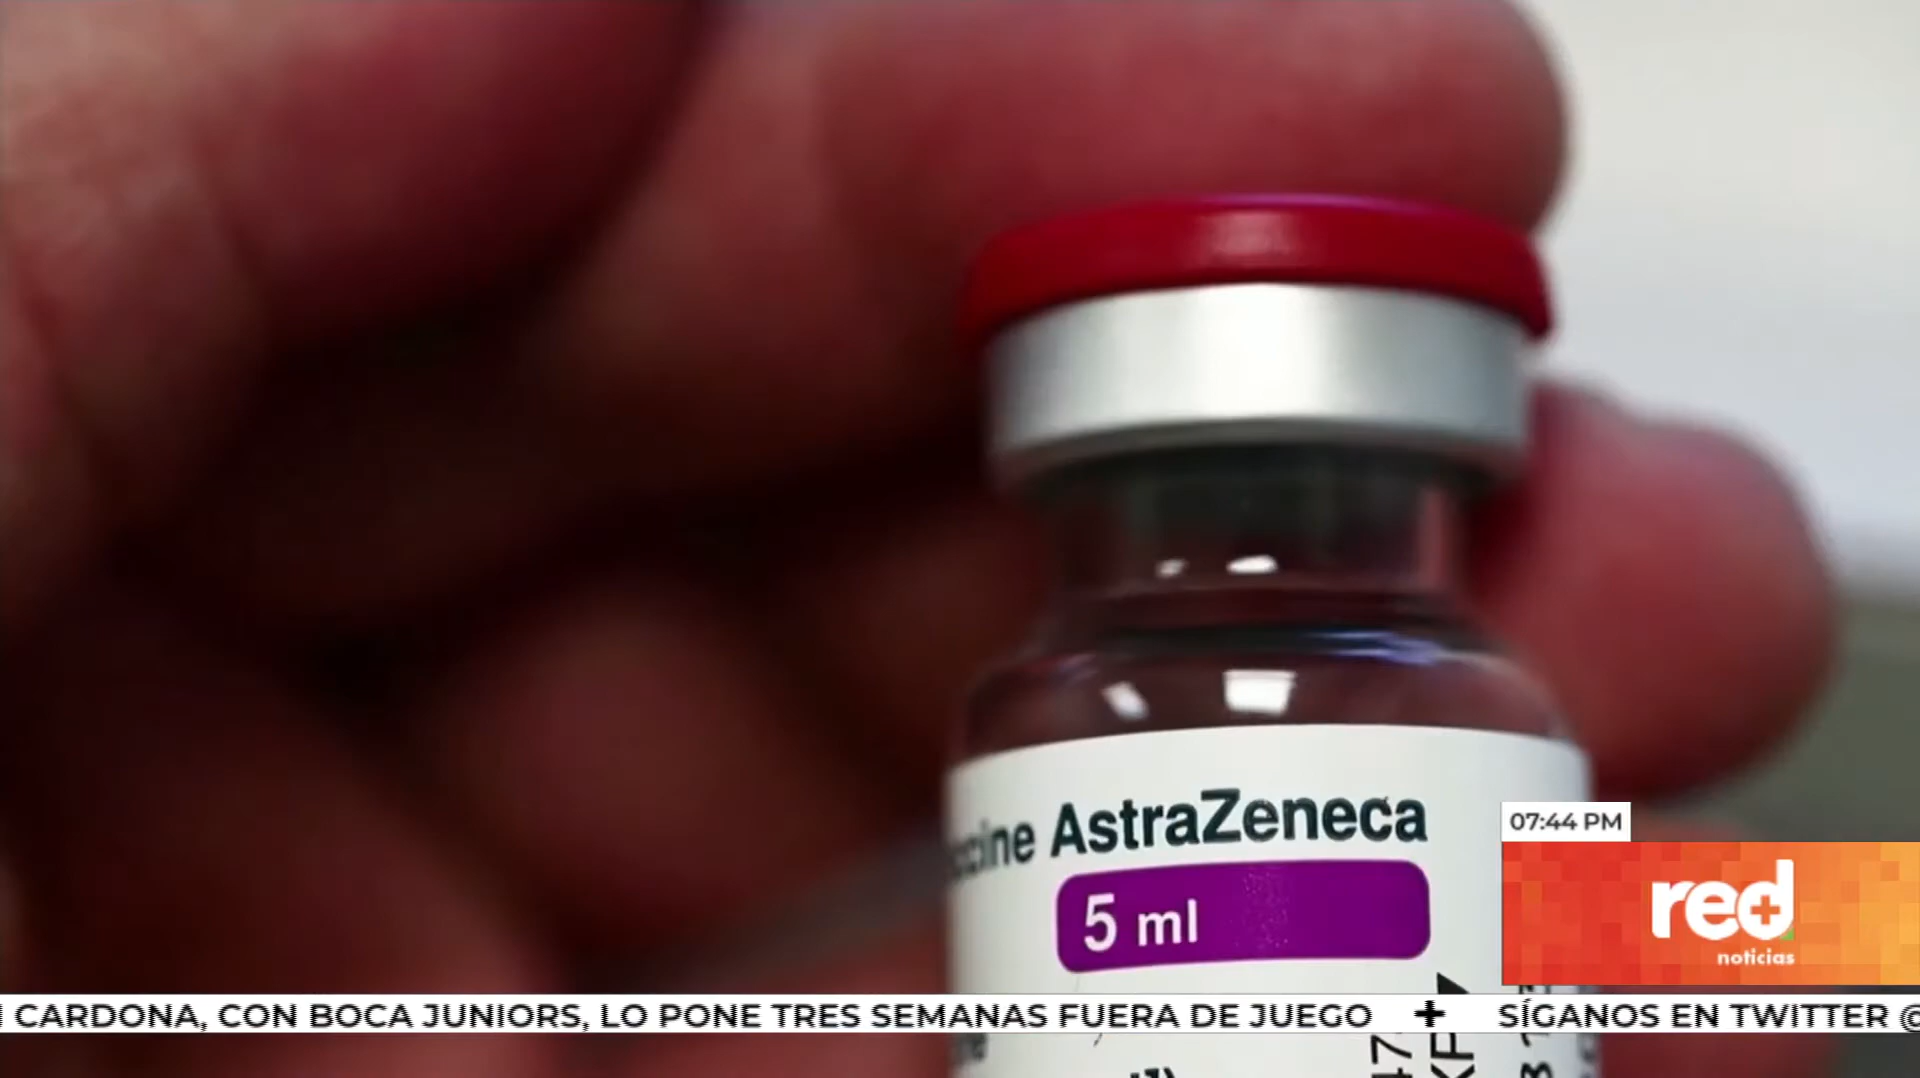 AstraZeneca
5 ml
07:44 PM
red+
noticias
CARDONA, CON BOCA JUNIORS, LO PONE TRES SEMANAS FUERA DE JUEGO + SÍGANOS EN TWITTER @